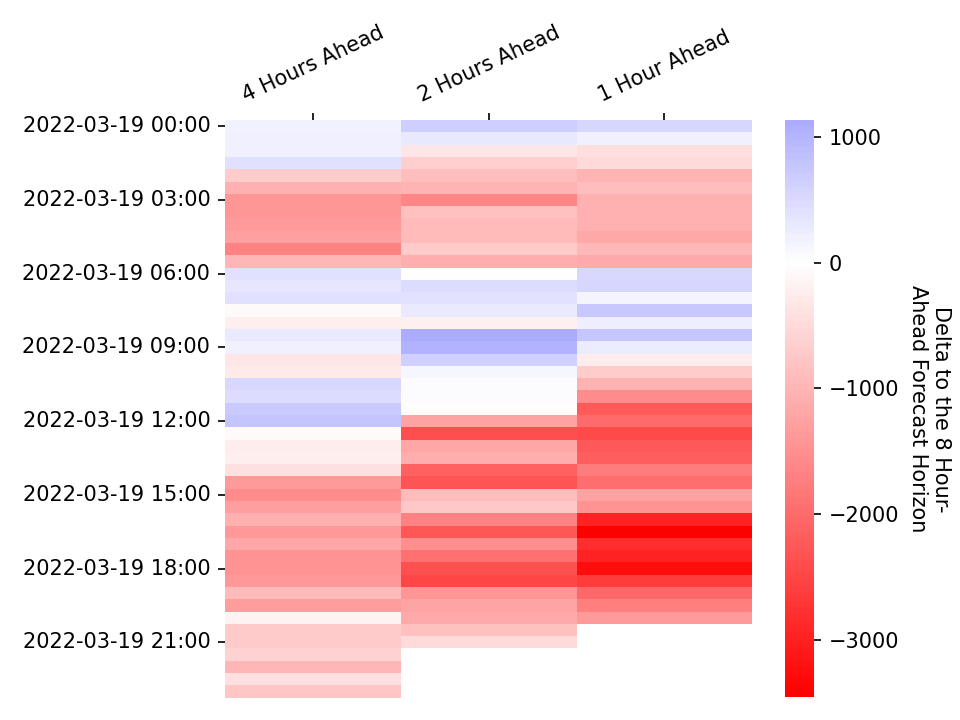 4 Hours Ahead
2 Hours Ahead
1 Hour Ahead
2022-03-19 00:00
2022-03-19 03:00
2022-03-19 06:00
2022-03-19 09:00
2022-03-19 12:00
2022-03-19 15:00
2022-03-19 18:00
2022-03-19 21:00
1000
0
−1000
−2000
−3000
Delta to the 8 Hour-
Ahead Forecast Horizon